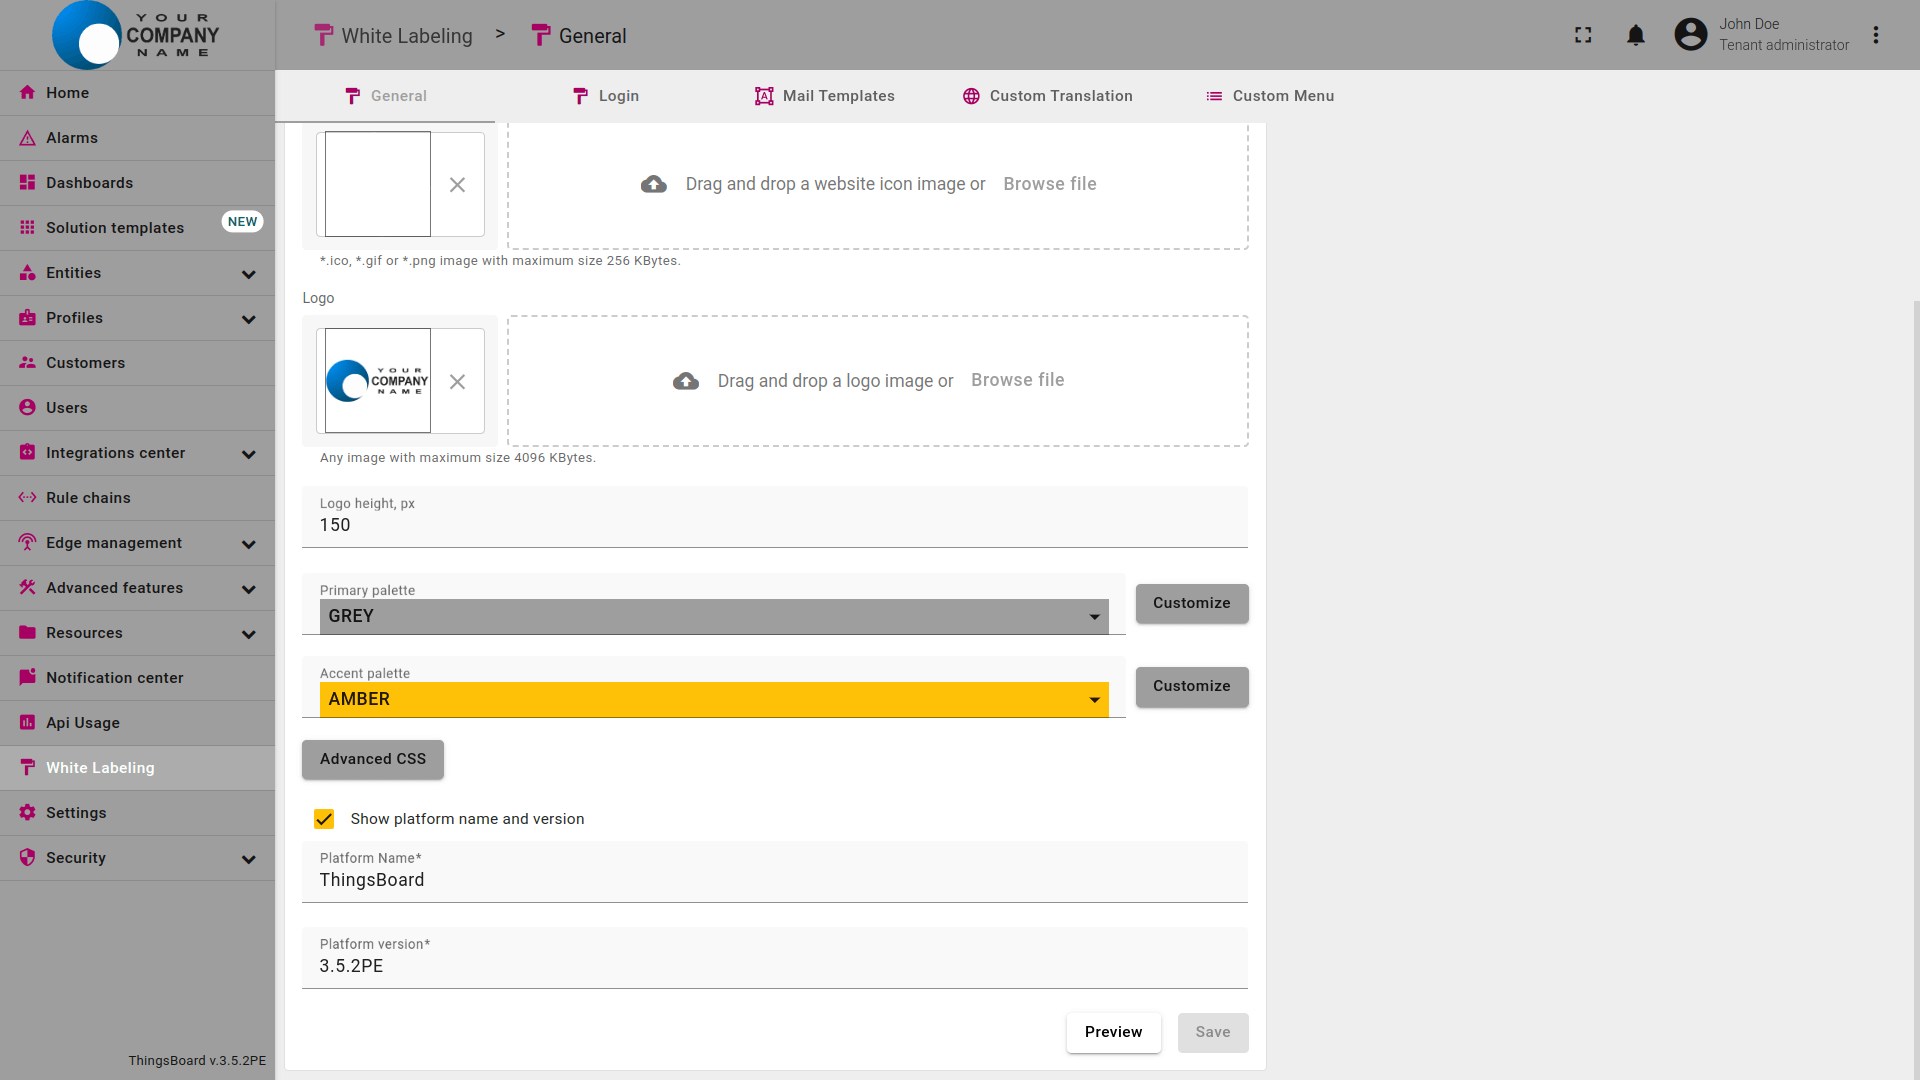 YOUR
COMPANY
NAME
White Labeling > General
John Doe
Tenant administrator
Home
Alarms
Dashboards
Solution templates NEW
Entities
Profiles
Customers
Users
Integrations center
Rule chains
Edge management
Advanced features
Resources
Notification center
Api Usage
White Labeling
Settings
Security
ThingsBoard v.3.5.2PE
General Login Mail Templates Custom Translation Custom Menu
Drag and drop a website icon image or Browse file
*.ico, *.gif or *.png image with maximum size 256 KBytes.
Logo
YOUR
COMPANY
NAME
Drag and drop a logo image or Browse file
Any image with maximum size 4096 KBytes.
Logo height, px
150
Primary palette
GREY
Customize
Accent palette
AMBER
Customize
Advanced CSS
Show platform name and version
Platform Name*
ThingsBoard
Platform version*
3.5.2PE
Preview Save